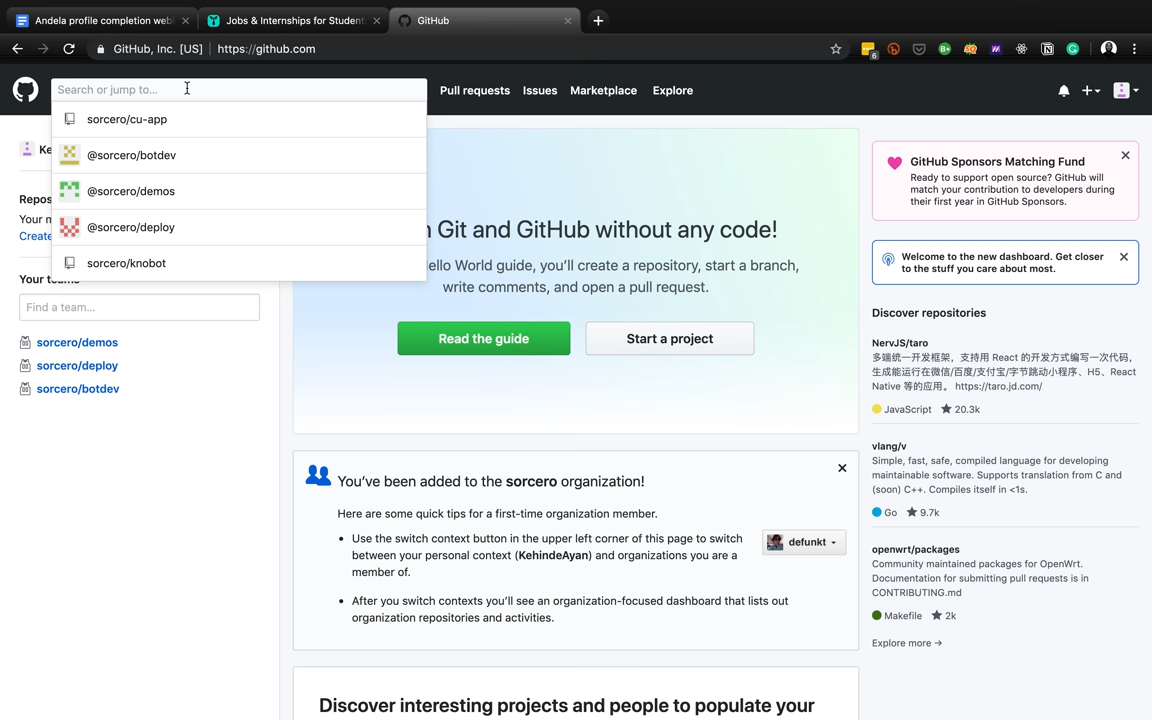 Andela profile completion webi
Jobs & Internships for Student
GitHub
GitHub, Inc. [US]
https://github.com
6
Search or jump to...
Pull requests
Issues
Marketplace
Explore
sorcero/cu-app
@sorcero/botdev
@sorcero/demos
@sorcero/deploy
sorcero/knobot
Ke
Repos
Your m
Create
Your teams
Find a team...
sorcero/demos
sorcero/deploy
sorcero/botdev
n Git and GitHub without any code!
ello World guide, you'll create a repository, start a branch,
write comments, and open a pull request.
Read the guide
Start a project
You've been added to the sorcero organization!
Here are some quick tips for a first-time organization member.
• Use the switch context button in the upper left corner of this page to switch
between your personal context (KehindeAyan) and organizations you are a
member of.
defunkt
• After you switch contexts you'll see an organization-focused dashboard that lists out
organization repositories and activities.
Discover interesting projects and people to populate your
GitHub Sponsors Matching Fund
Ready to support open source? GitHub will
match your contribution to developers during
their first year in GitHub Sponsors.
Welcome to the new dashboard. Get closer
to the stuff you care about most.
Discover repositories
NervJS/taro
多端统一开发框架，支持用 React 的开发方式编写一次代码，
生成能运行在微信/百度/支付宝/字节跳动小程序、H5、React
Native 等的应用。 https://taro.jd.com/
JavaScript 20.3k
vlang/v
Simple, fast, safe, compiled language for developing
maintainable software. Supports translation from C and
(soon) C++. Compiles itself in <1s.
Go 9.7k
openwrt/packages
Community maintained packages for OpenWrt.
Documentation for submitting pull requests is in
CONTRIBUTING.md
Makefile 2k
Explore more →